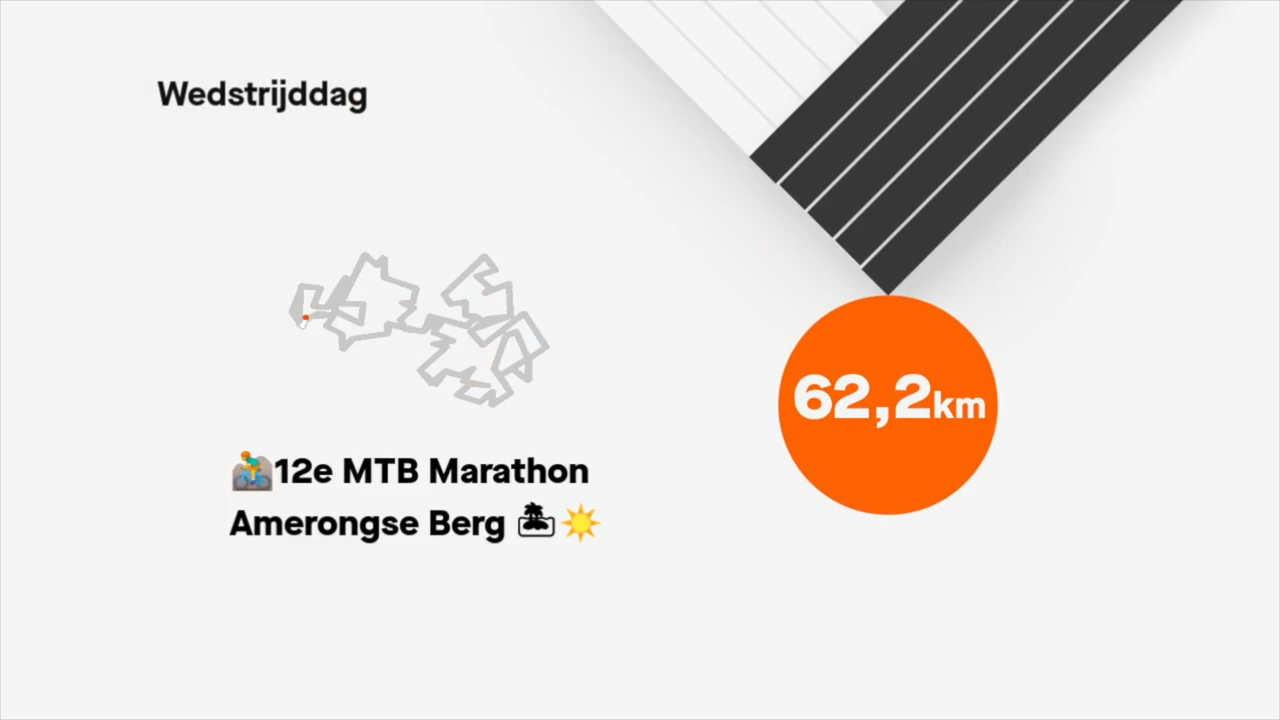 Wedstrijddag
62,2km
🚵12e MTB Marathon
Amerongse Berg 🏝☀️